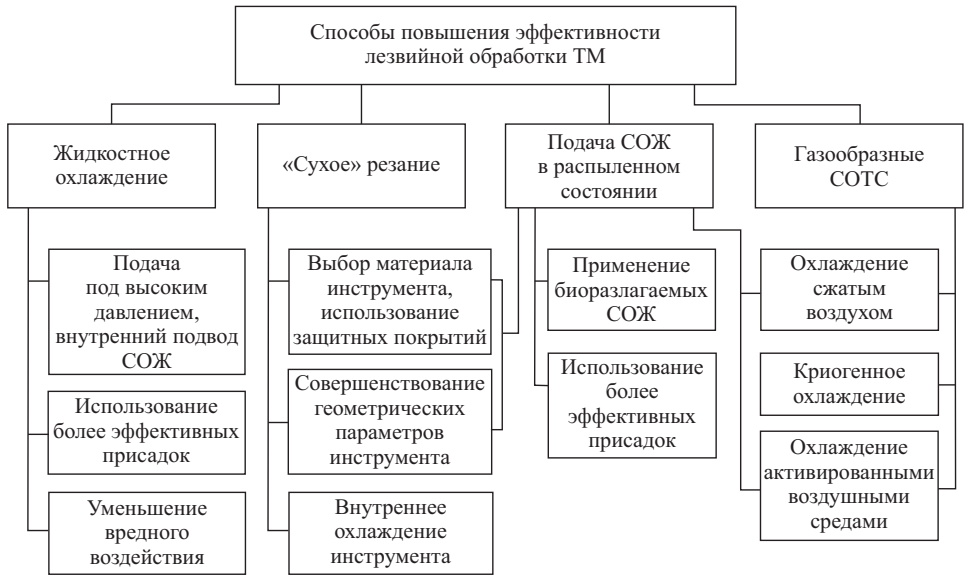 Способы повышения эффективности
лезвийной обработки ТМ
Жидкостное
охлаждение
«Сухое» резание
Подача СОЖ
в распыленном
состоянии
Газообразные
СОТС
Подача
под высоким
давлением,
внутренний подвод
СОЖ
Использование
более эффективных
присадок
Уменьшение
вредного
воздействия
Выбор материала
инструмента,
использование
защитных покрытий
Совершенствование
геометрических
параметров
инструмента
Внутреннее
охлаждение
инструмента
Применение
биоразлагаемых
СОЖ
Использование
более
эффективных
присадок
Охлаждение
сжатым
воздухом
Криогенное
охлаждение
Охлаждение
активированными
воздушными
средами